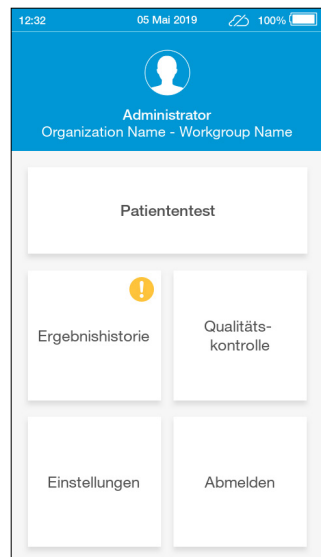 12:32 05 Mai 2019 100%
Administrator
Organization Name - Workgroup Name
Patiententest
!
Ergebnishistorie
Qualitäts-
kontrolle
Einstellungen
Abmelden